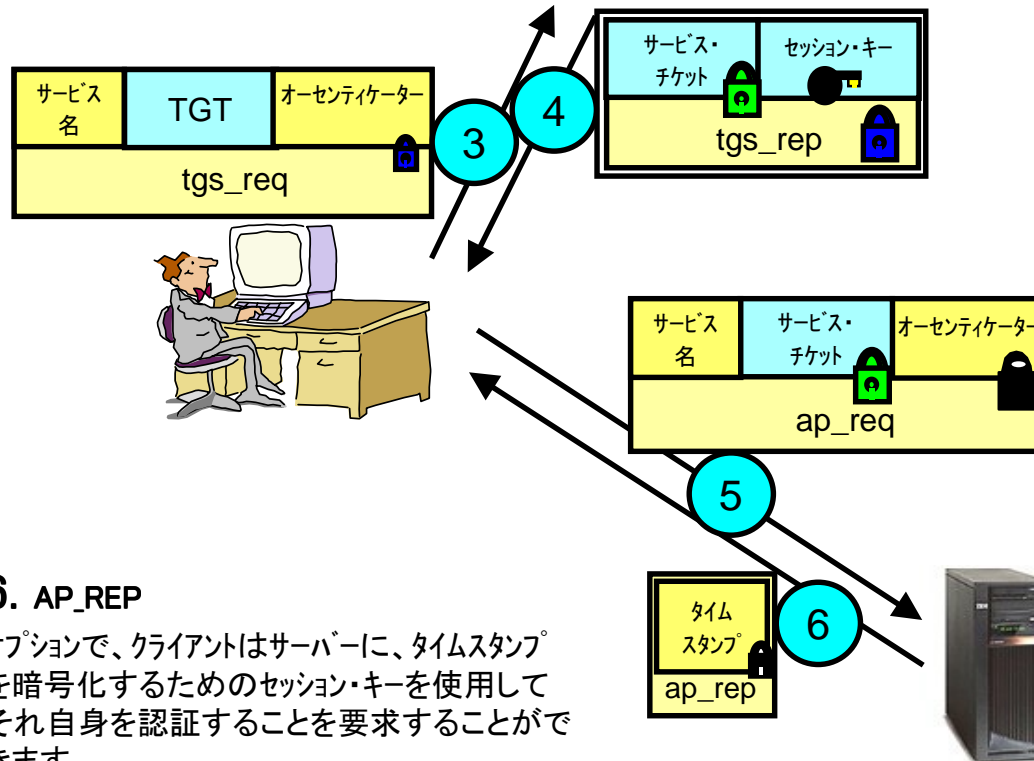 サービス・
チケット
セッション・キー
tgs_rep
サービス
名
TGT
オーセンティケーター
tgs_req
3
4
サービス
名
サービス・
チケット
オーセンティケーター
ap_req
5
6
タイム
スタンプ
ap_rep
6. AP_REP
オプションで、クライアントはサーバーに、タイムスタンプ
を暗号化するためのセッション・キーを使用して
それ自身を認証することを要求することがで
きます